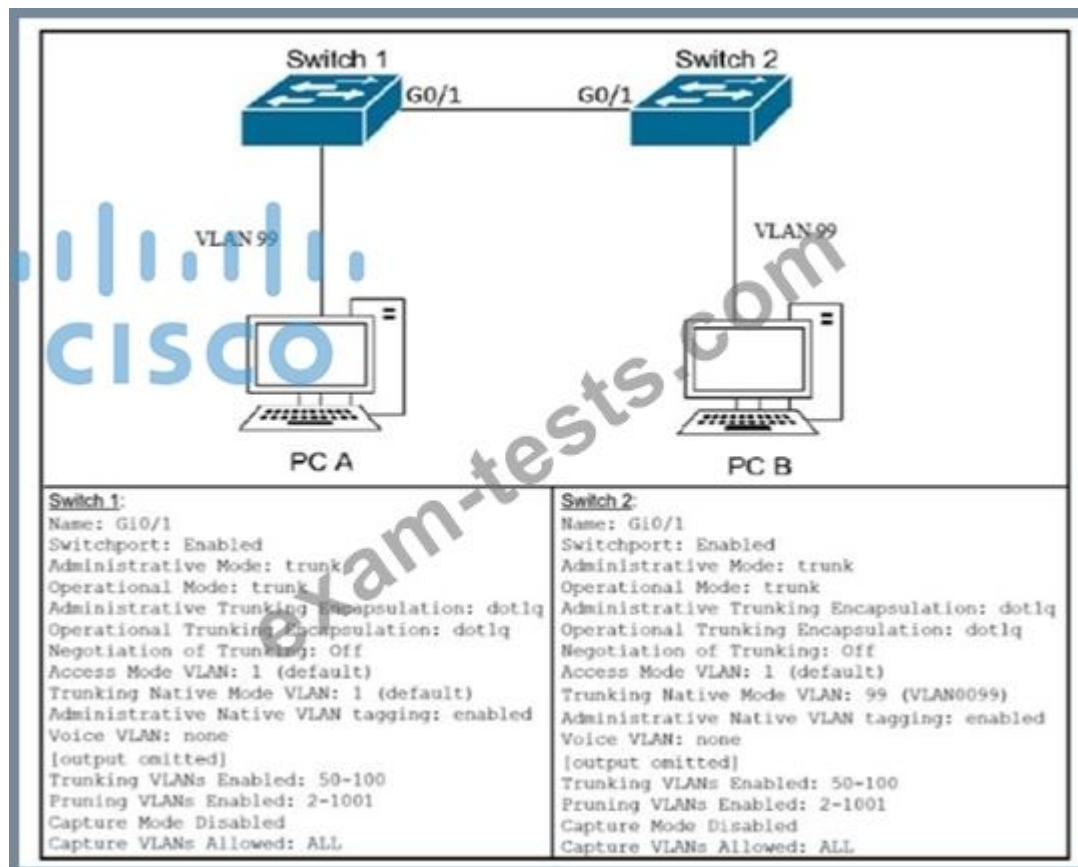 Switch 1
Switch 2
G0/1
G0/1
VLAN 99
VLAN 99
CISCO
PC A
PC B
exam-tests.com
Switch 1:
Name: Gi0/1
Switchport: Enabled
Administrative Mode: trunk
Operational Mode: trunk
Administrative Trunking Encapsulation: dot1q
Operational Trunking Encapsulation: dot1q
Negotiation of Trunking: Off
Access Mode VLAN: 1 (default)
Trunking Native Mode VLAN: 1 (default)
Administrative Native VLAN tagging: enabled
Voice VLAN: none
[output omitted]
Trunking VLANs Enabled: 50-100
Pruning VLANs Enabled: 2-1001
Capture Mode Disabled
Capture VLANs Allowed: ALL
Switch 2:
Name: Gi0/1
Switchport: Enabled
Administrative Mode: trunk
Operational Mode: trunk
Administrative Trunking Encapsulation: dot1q
Operational Trunking Encapsulation: dot1q
Negotiation of Trunking: Off
Access Mode VLAN: 1 (default)
Trunking Native Mode VLAN: 99 (VLAN0099)
Administrative Native VLAN tagging: enabled
Voice VLAN: none
[output omitted]
Trunking VLANs Enabled: 50-100
Pruning VLANs Enabled: 2-1001
Capture Mode Disabled
Capture VLANs Allowed: ALL